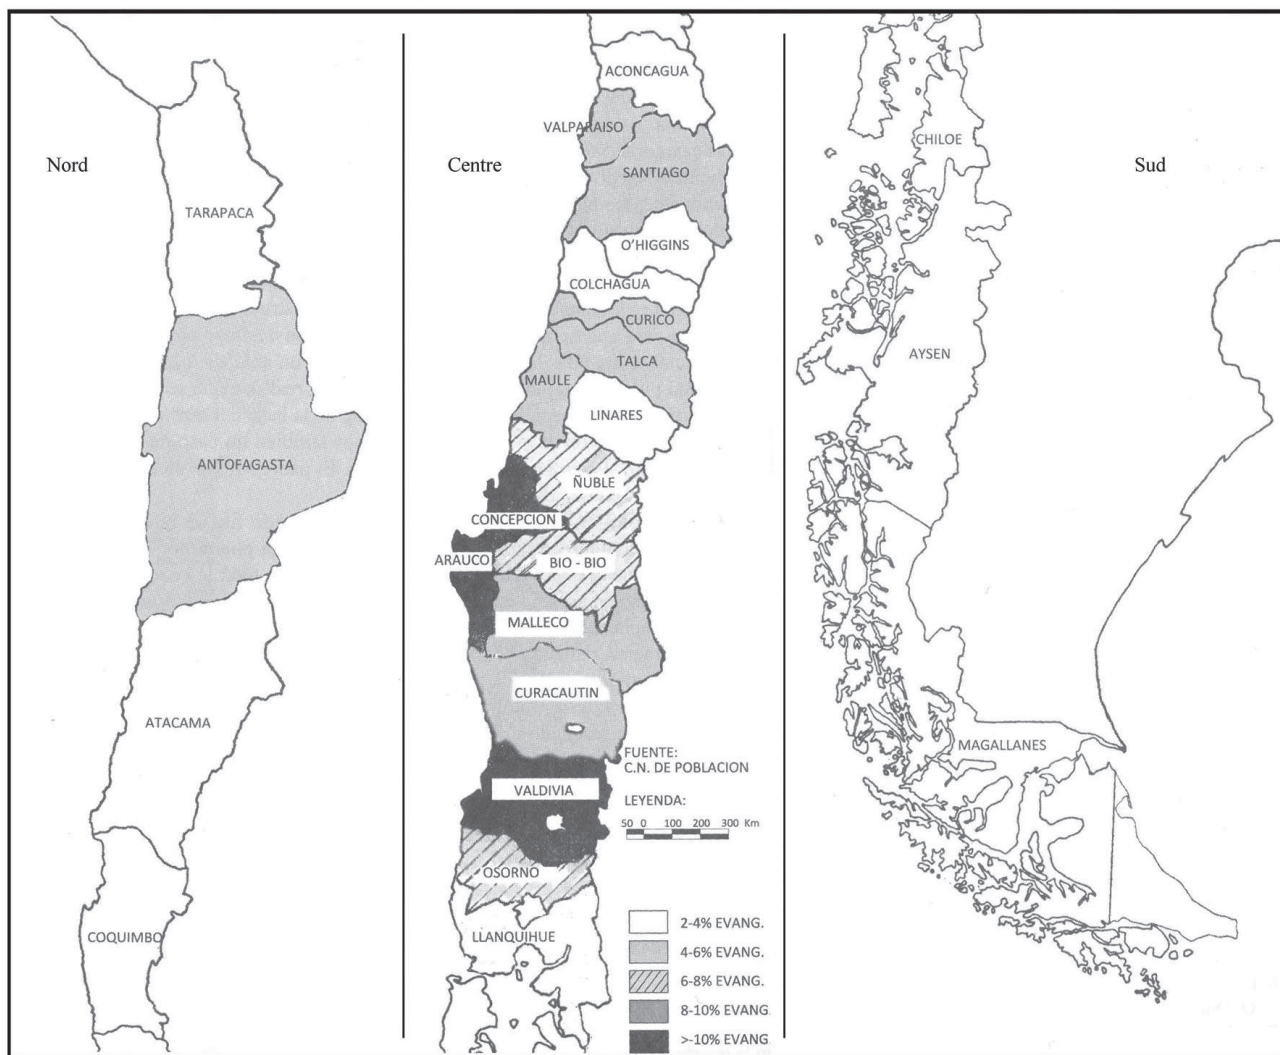 Nord
TARAPACA
ANTOFAGASTA
ATACAMA
COQUIMBO
Centre
ACONCAGUA
VALPARAISO
SANTIAGO
O'HIGGINS
COLCHAGUA
CURICO
TALCA
MAULE
LINARES
ÑUBLE
CONCEPCION
ARAUCO
BIO - BIO
MALLECO
CURACAUTIN
VALDIVIA
OSORNO
LLANQUIHUE
FUENTE:
C.N. DE POBLACION
LEYENDA:
50 0 100 200 300 Km
2-4% EVANG.
4-6% EVANG.
6-8% EVANG.
8-10% EVANG.
>-10% EVANG.
Sud
CHILOE
AYSEN
MAGALLANES